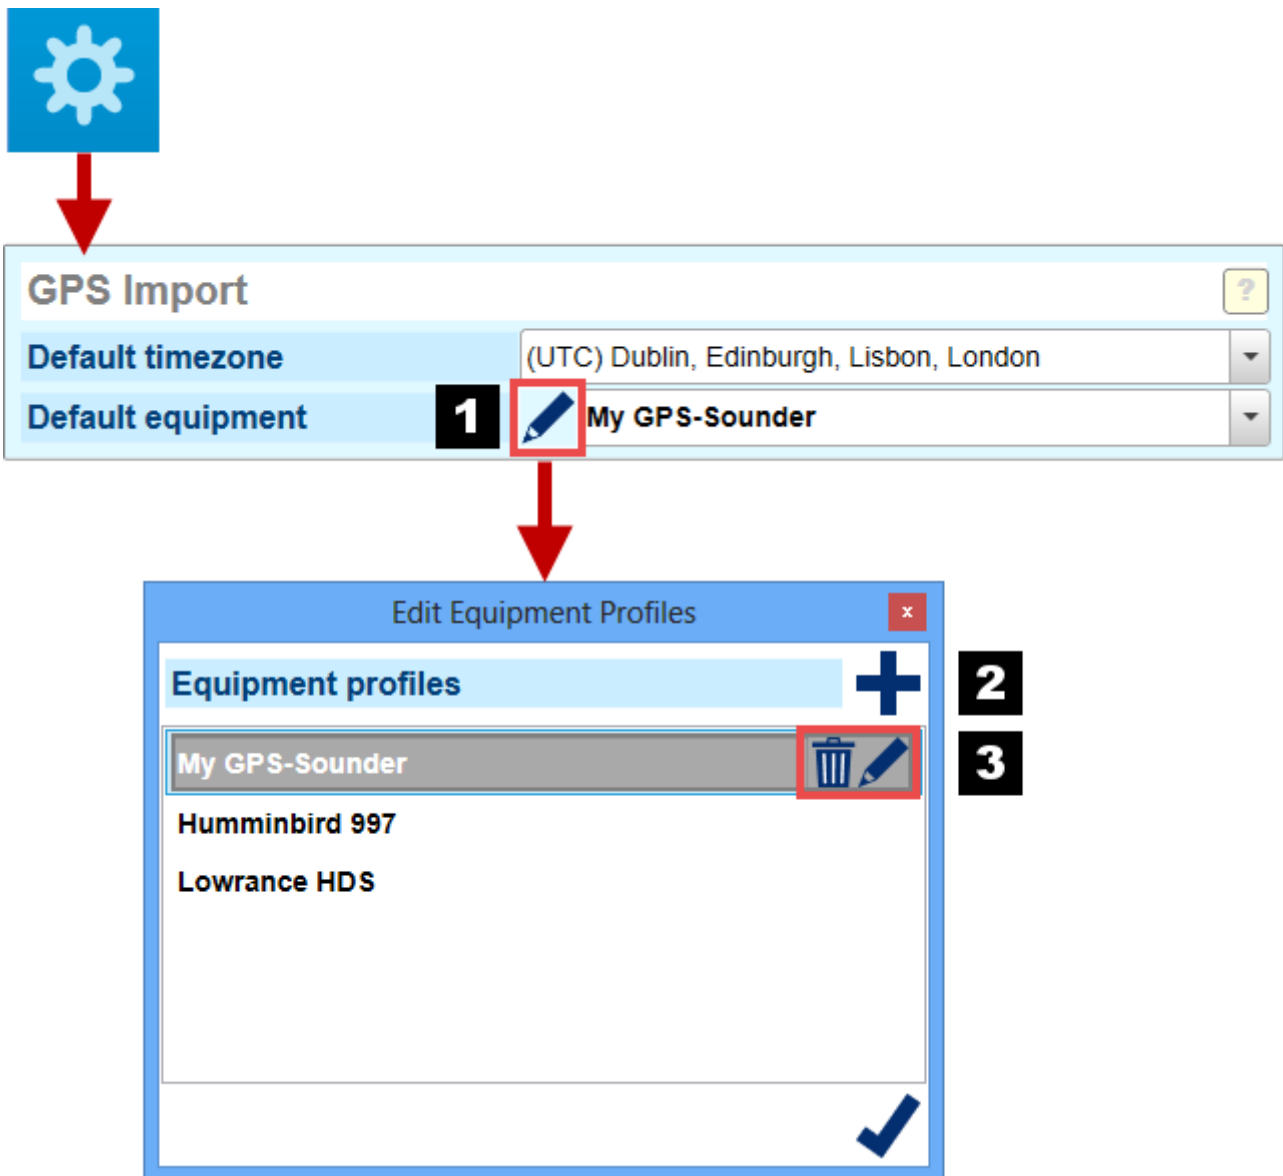 GPS Import
?
Default timezone
(UTC) Dublin, Edinburgh, Lisbon, London
Default equipment
1
My GPS-Sounder
Edit Equipment Profiles
x
Equipment profiles
2
My GPS-Sounder
3
Humminbird 997
Lowrance HDS